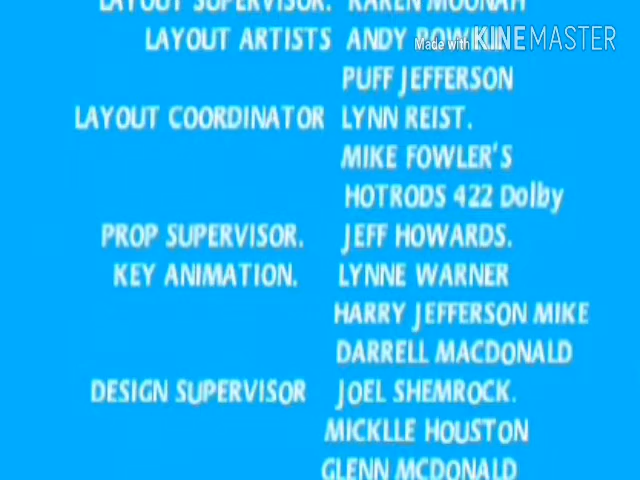 LAYOUT SUPERVISOR. KAREN MOONAH
LAYOUT ARTISTS ANDY
Made with KINEMASTER
PUFF JEFFERSON
LAYOUT COORDINATOR LYNN REIST.
MIKE FOWLER'S
HOTRODS 422 Dolby
PROP SUPERVISOR. JEFF HOWARDS.
KEY ANIMATION. LYNNE WARNER
HARRY JEFFERSON MIKE
DARRELL MACDONALD
DESIGN SUPERVISOR JOEL SHEMROCK.
MICKLLE HOUSTON
GLENN MCDONALD